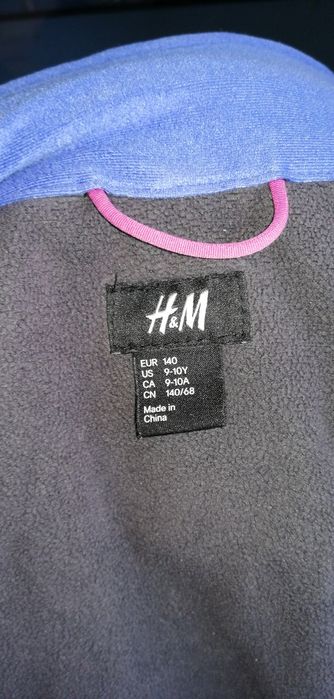 H&M
EUR 140
US 9-10Y
CA 9-10A
CN 140/68
Made in
China